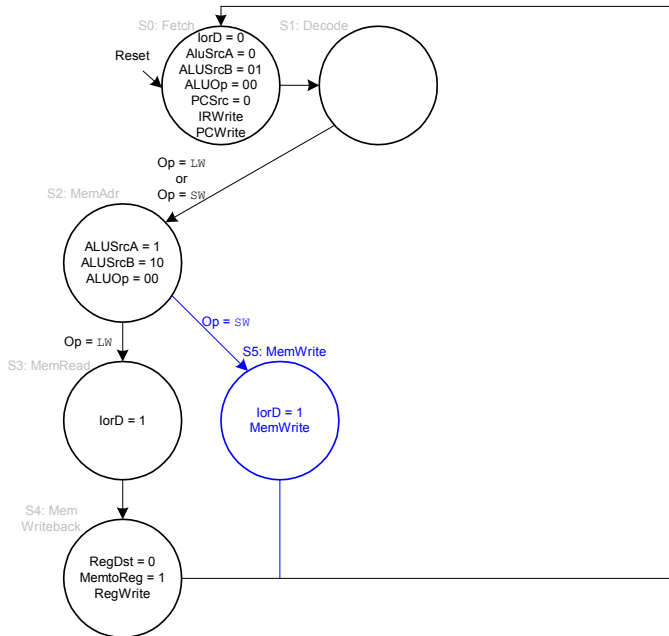 S0: Fetch
S1: Decode
Reset
IorD = 0
AluSrcA = 0
ALUSrcB = 01
ALUOp = 00
PCSrc = 0
IRWrite
PCWrite
Op = LW
or
Op = SW
S2: MemAdr
ALUSrcA = 1
ALUSrcB = 10
ALUOp = 00
Op = SW
Op = LW
S3: MemRead
S5: MemWrite
IorD = 1
IorD = 1
MemWrite
S4: Mem
Writeback
RegDst = 0
MemtoReg = 1
RegWrite